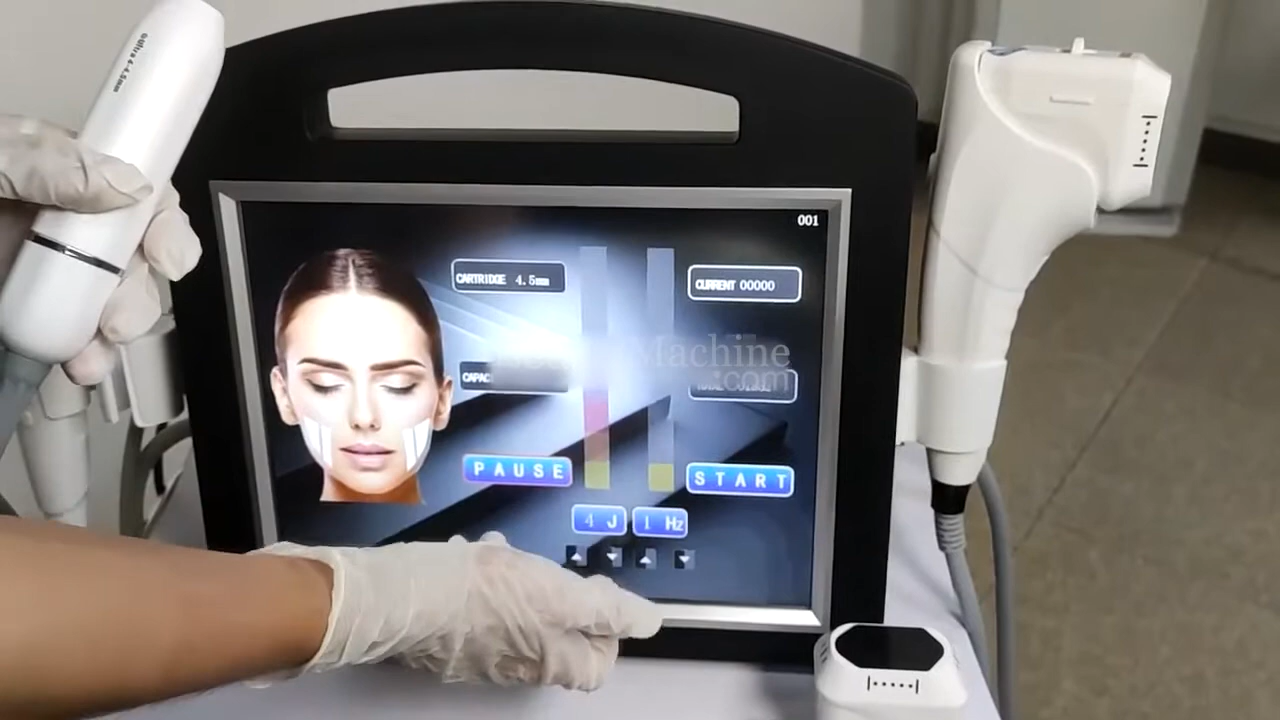 001
CARTRIDGE 4.5mm
CURRENT 00000
Machine
.com
PAUSE
START
4 J
1 Hz